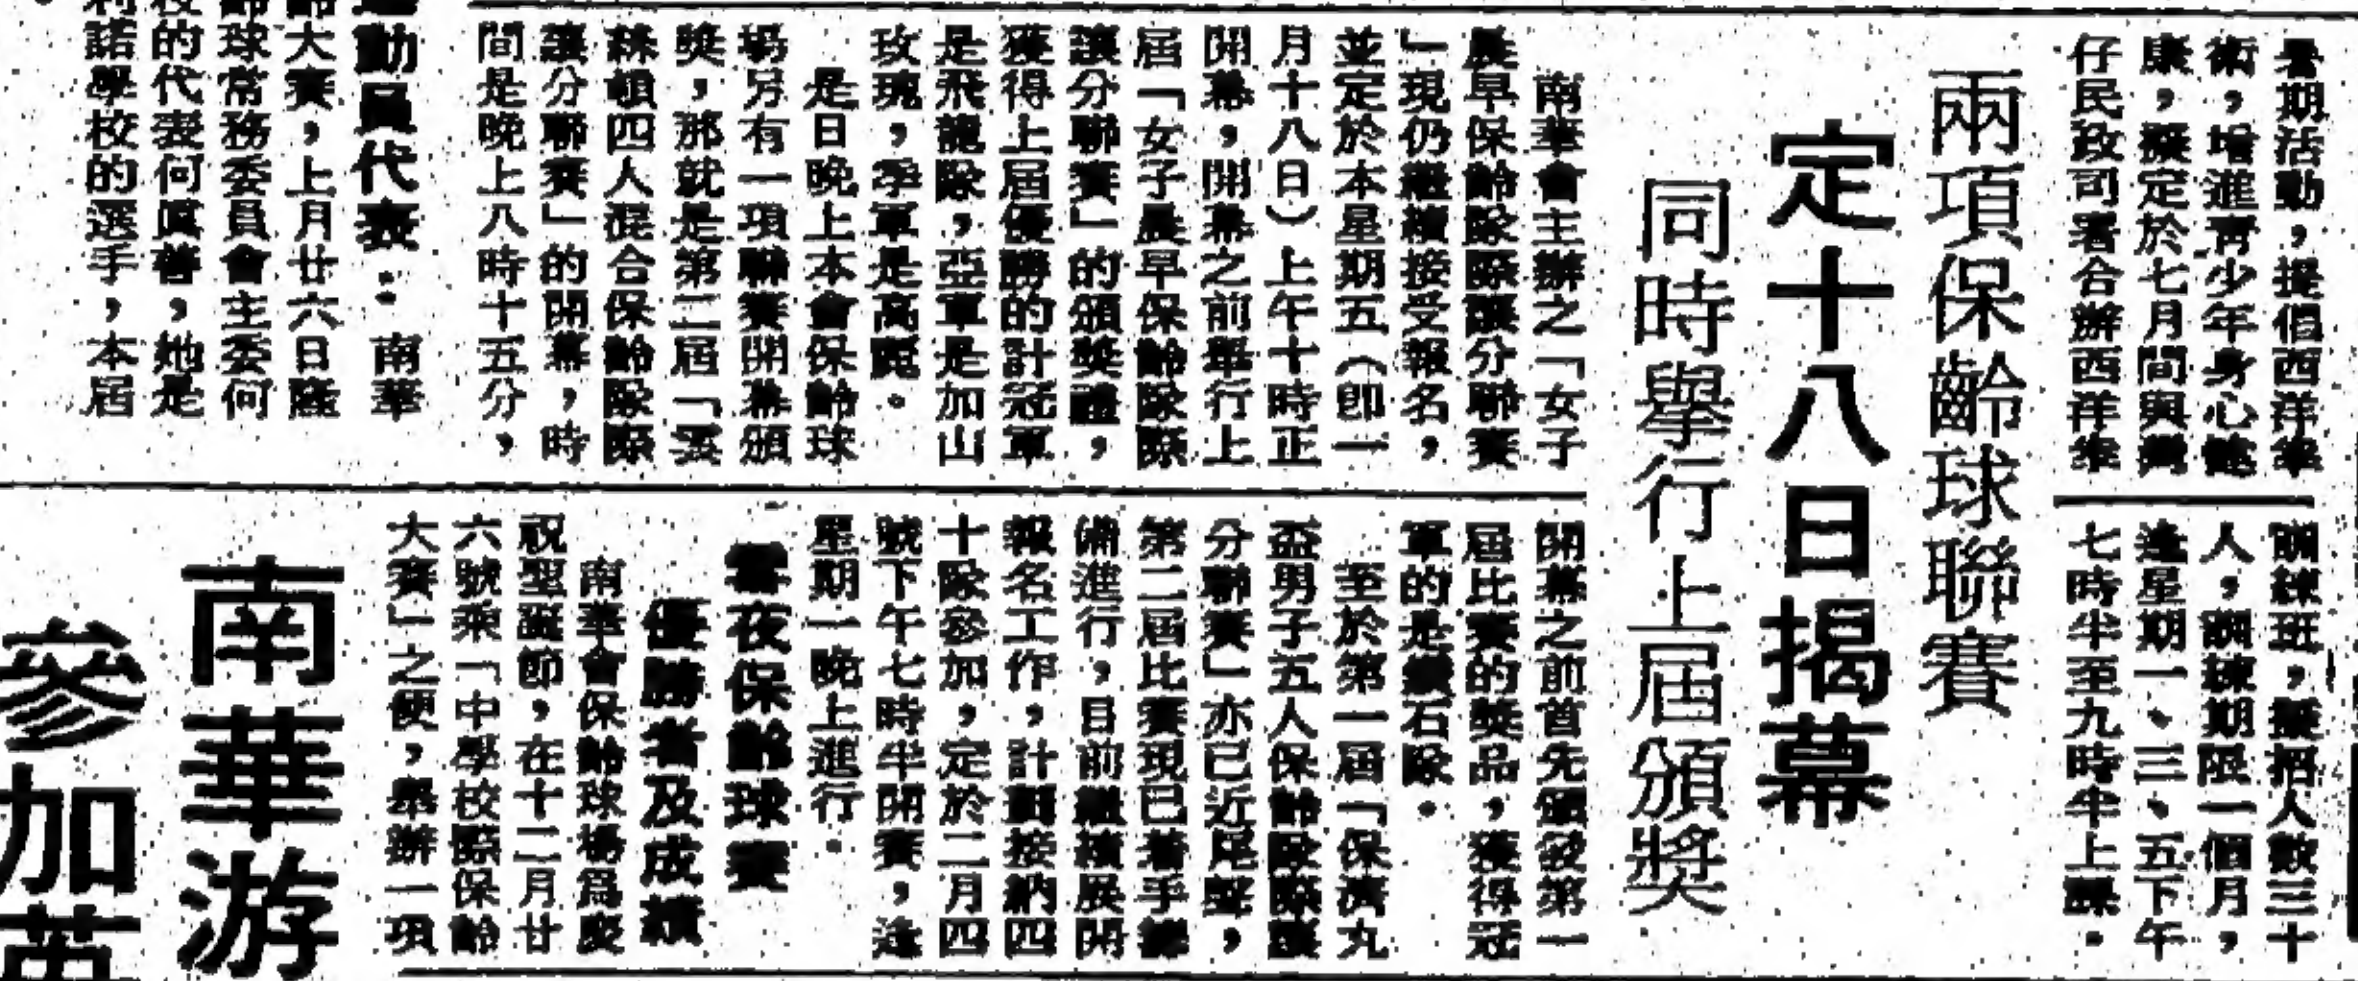 暑期活動，提倡西洋拳
術，增進青少年身心健
康，擬定於七月間與灣
仔民政司署合辦西洋拳
訓練班，擬招人數三十
人，訓練期限一個月，
逢星期一、三、五下午
七時半至九時半上課。
兩項保齡球聯賽
定十八日揭幕
同時舉行上屆頒獎
南華會主辦之「女子
晨早保齡隊際讓分聯賽
」現仍繼續接受報名，
並定於本星期五（卽一
月十八日）上午十時正
開幕，開幕之前舉行上
屆「女子晨早保齡隊際
讓分聯賽」的頒獎禮，
獲得上屆優勝的計冠軍
是飛龍隊，亞軍是加山
玫瑰，季軍是高寶。
是日晚上本會保齡球
場另有一項聯賽開幕頒
獎，那就是第二屆「雲
絲頓四人混合保齡隊際
讓分聯賽」的開幕，時
間是晚上八時十五分，
開幕之前首先頒發第一
屆比賽的獎品，獲得冠
軍的是鑽石隊。
至於第一屆「保濟丸
盃男子五人保齡隊際讓
分聯賽」亦已近尾聲，
第二屆比賽現已着手籌
備進行，目前繼續展開
報名工作，計劃接納四
十隊參加，定於二月四
號下午七時半開賽，逢
星期一晚上進行。
夜保齡球賽
優勝者及成績
南華會保齡球場爲慶
祝聖誕節，在十二月廿
六號乘「中學校際保齡
大賽」之便，舉辦一項
動員代表：南華
大賽，上月廿六日隆
球常務委員會主委何
的代表何眞善，她是
利諾學校的選手，本屆
南華游
參加英